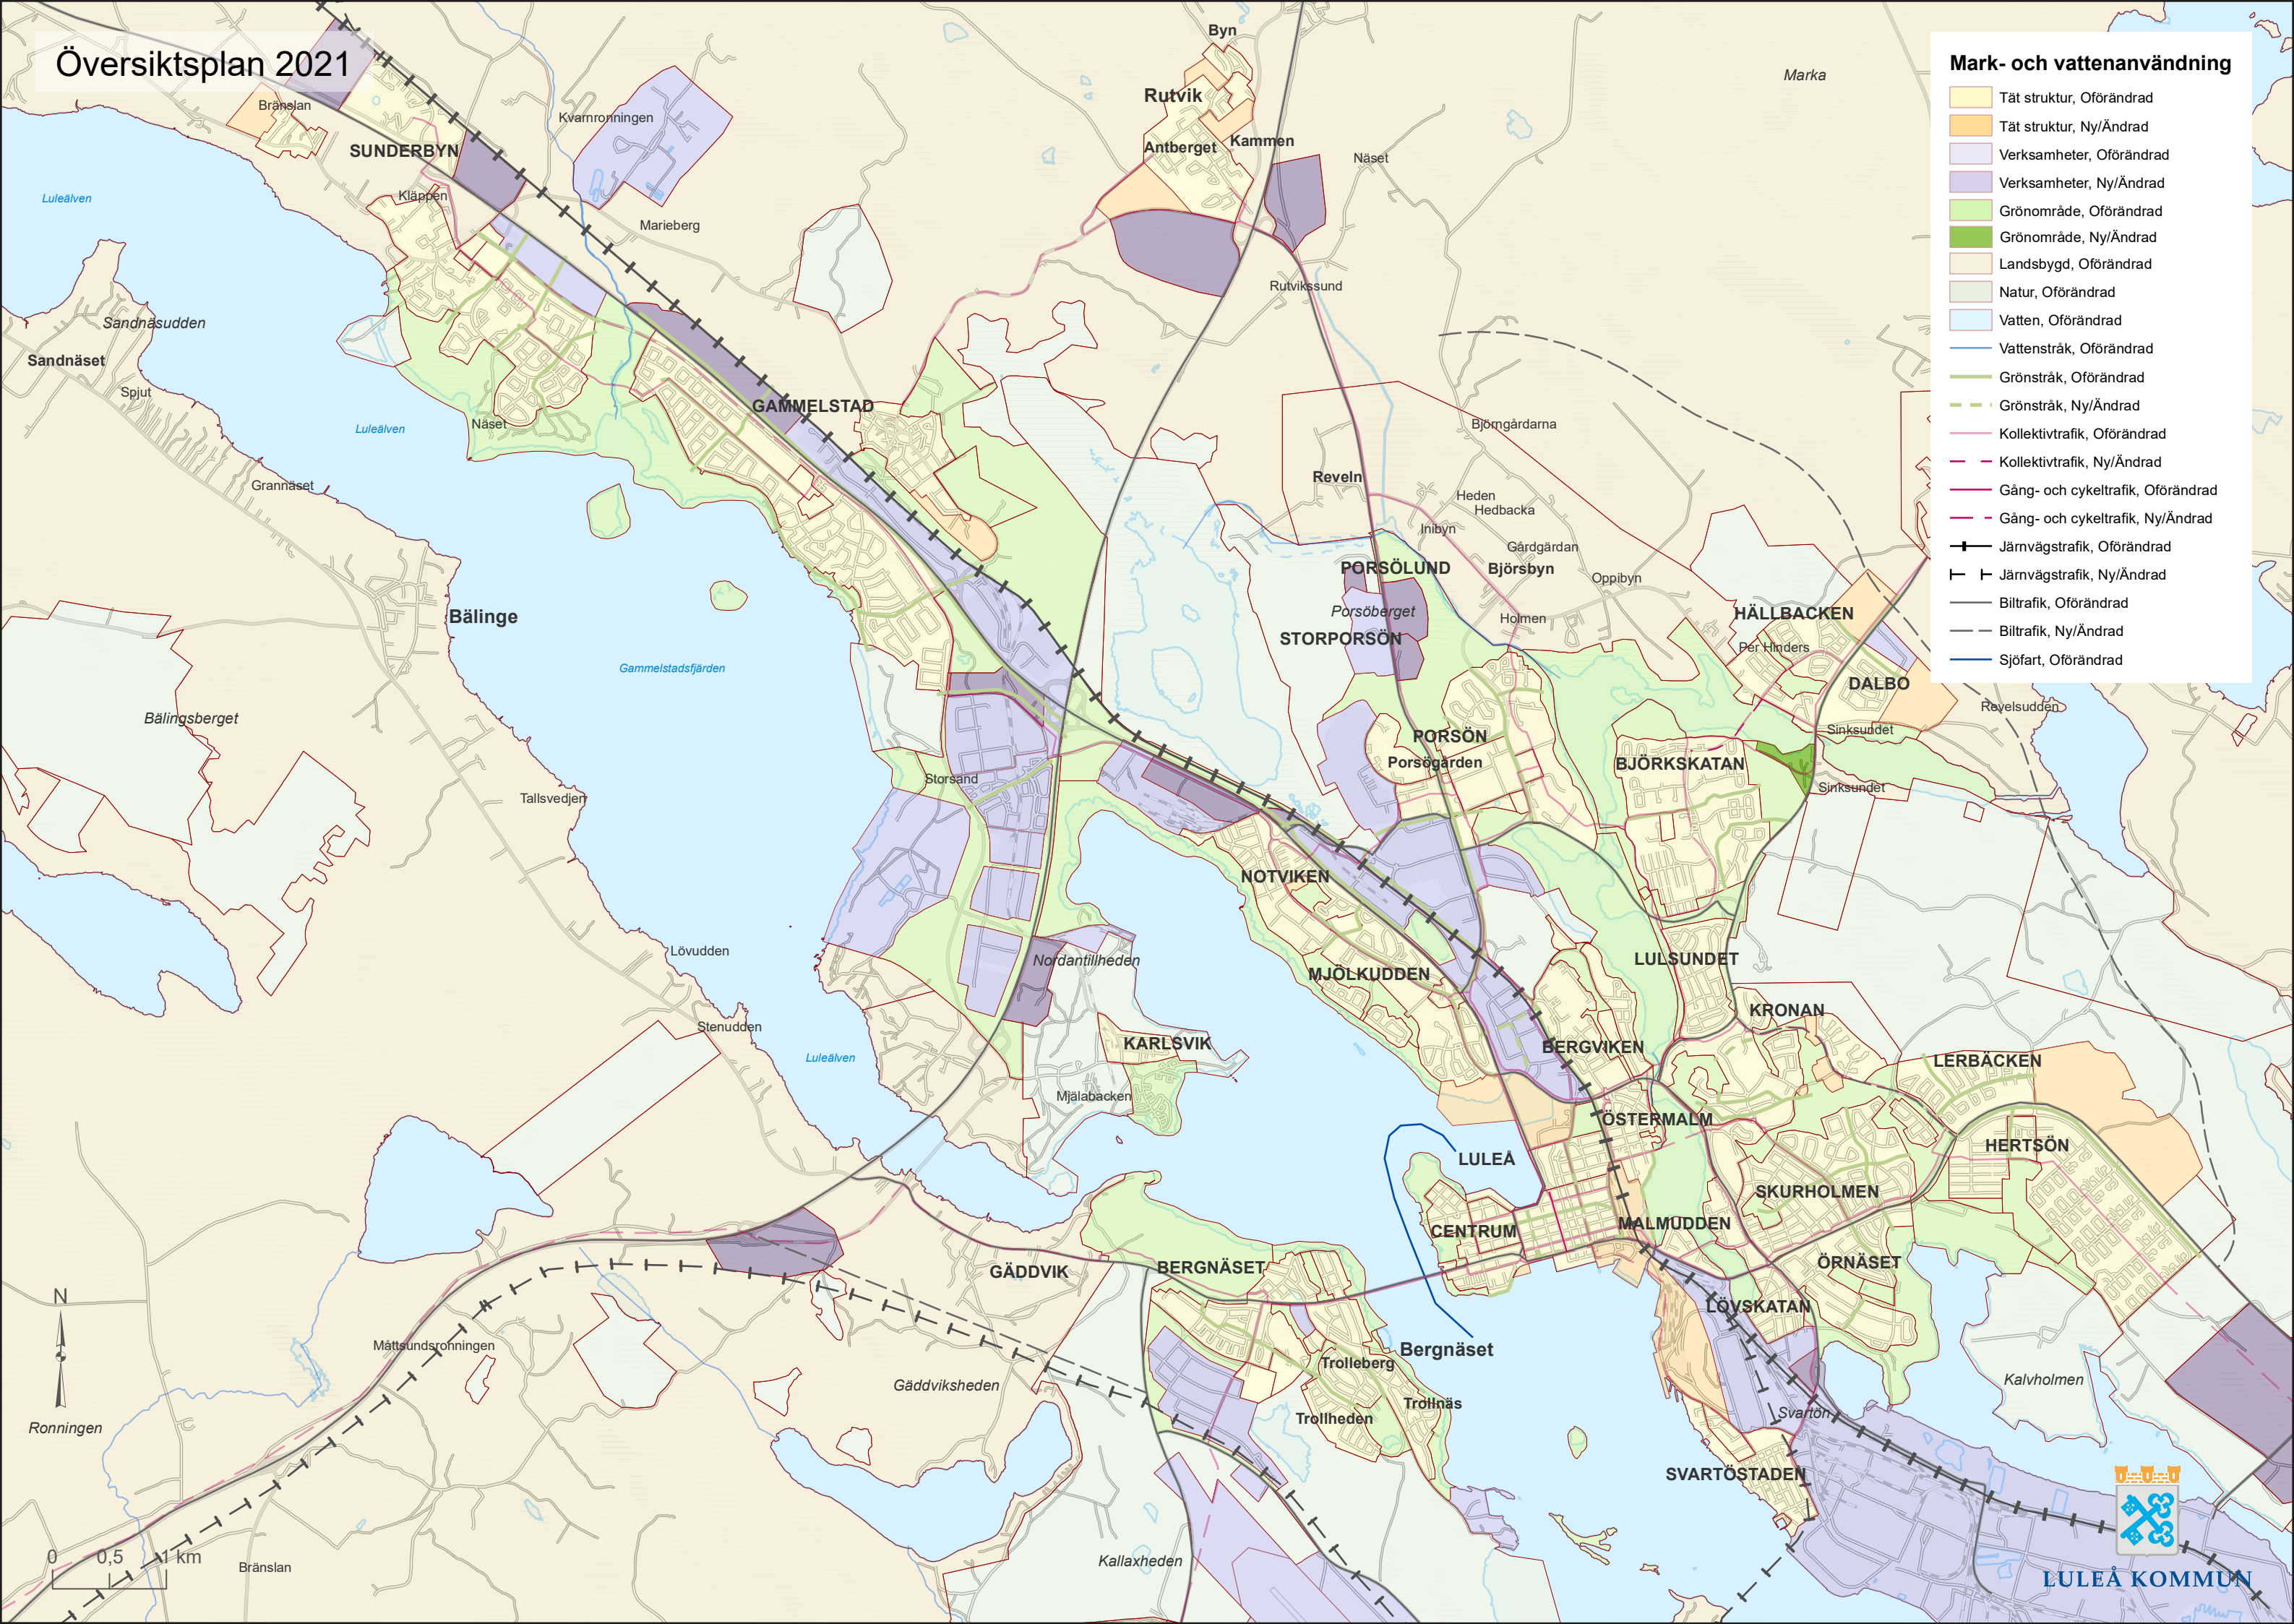 Översiktsplan 2021
Mark- och vattenanvändning
Tät struktur, Oförändrad
Tät struktur, Ny/Ändrad
Verksamheter, Oförändrad
Verksamheter, Ny/Ändrad
Grönområde, Oförändrad
Grönområde, Ny/Ändrad
Landsbygd, Oförändrad
Natur, Oförändrad
Vatten, Oförändrad
Vattenstråk, Oförändrad
Grönstråk, Oförändrad
Grönstråk, Ny/Ändrad
Kollektivtrafik, Oförändrad
Kollektivtrafik, Ny/Ändrad
Gång- och cykeltrafik, Oförändrad
Gång- och cykeltrafik, Ny/Ändrad
Järnvägstrafik, Oförändrad
Järnvägstrafik, Ny/Ändrad
Biltrafik, Oförändrad
Biltrafik, Ny/Ändrad
Sjöfart, Oförändrad
Byn
Marka
Rutvik
Bränslan
Kvarnronningen
Kammen
SUNDERBYN
Antberget
Näset
Kläppen
Luleälven
Marieberg
Rutvikssund
Sandnäsudden
Sandnäset
Spjut
GAMMELSTAD
Näset
Luleälven
Björngårdarna
Reveln
Grannäset
Heden
Hedbacka
Inibyn
Gårdgärdan
PORSÖLUND
Björsbyn
Oppibyn
Porsöberget
Bälinge
Holmen
HÄLLBACKEN
STORPORSÖN
Per Hinders
Gammelstadsfjärden
DALBO
Revelsudden
Bälingsberget
Sinksundet
PORSÖN
Porsögården
BJÖRKSKATAN
Storsand
Sinksundet
Tallsvedjen
NOTVIKEN
Lövudden
Nordantillheden
LULSUNDET
MJÖLKUDDEN
KRONAN
Stenudden
KARLSVIK
BERGVIKEN
Luleälven
LERBÄCKEN
Mjälabacken
ÖSTERMALM
HERTSÖN
LULEÅ
SKURHOLMEN
MALMUDDEN
CENTRUM
GÄDDVIK
BERGNÄSET
ÖRNÄSET
N
LÖVSKATAN
Måttsundsronningen
Bergnäset
Trolleberg
Gäddviksheden
Kalvholmen
Trollnäs
Svartön
Trollheden
Ronningen
SVARTÖSTADEN
0 0,5 1 km
Bränslan
Kallaxheden
LULEÅ KOMMUN